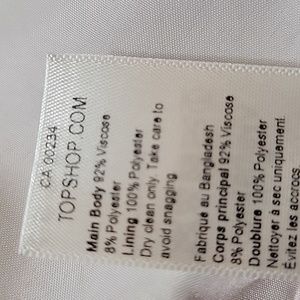 CA 00234
TOPSHOP.COM
Main Body 92% Viscose
8% Polyester
Lining 100% Polyester
Dry clean only. Take care to
avoid snagging
Fabriqué au Bangladesh
Corps principal 92% Viscose
8% Polyester
Doublure 100% Polyester
Nettoyer à sec uniquement
Évitez les accrocs